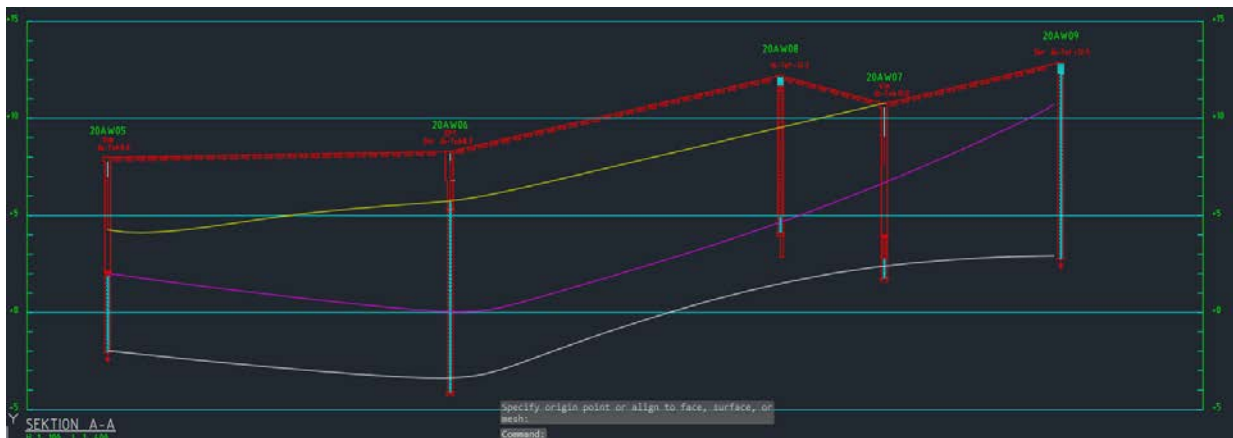 +15
+15
20AW09
20AW08
20AW07
+10
+10
20AW05
20AW06
+5
+5
+0
+0
-5
-5
Specify origin point or align to face, surface, or
mesh:
Command:
Y
SEKTION A-A